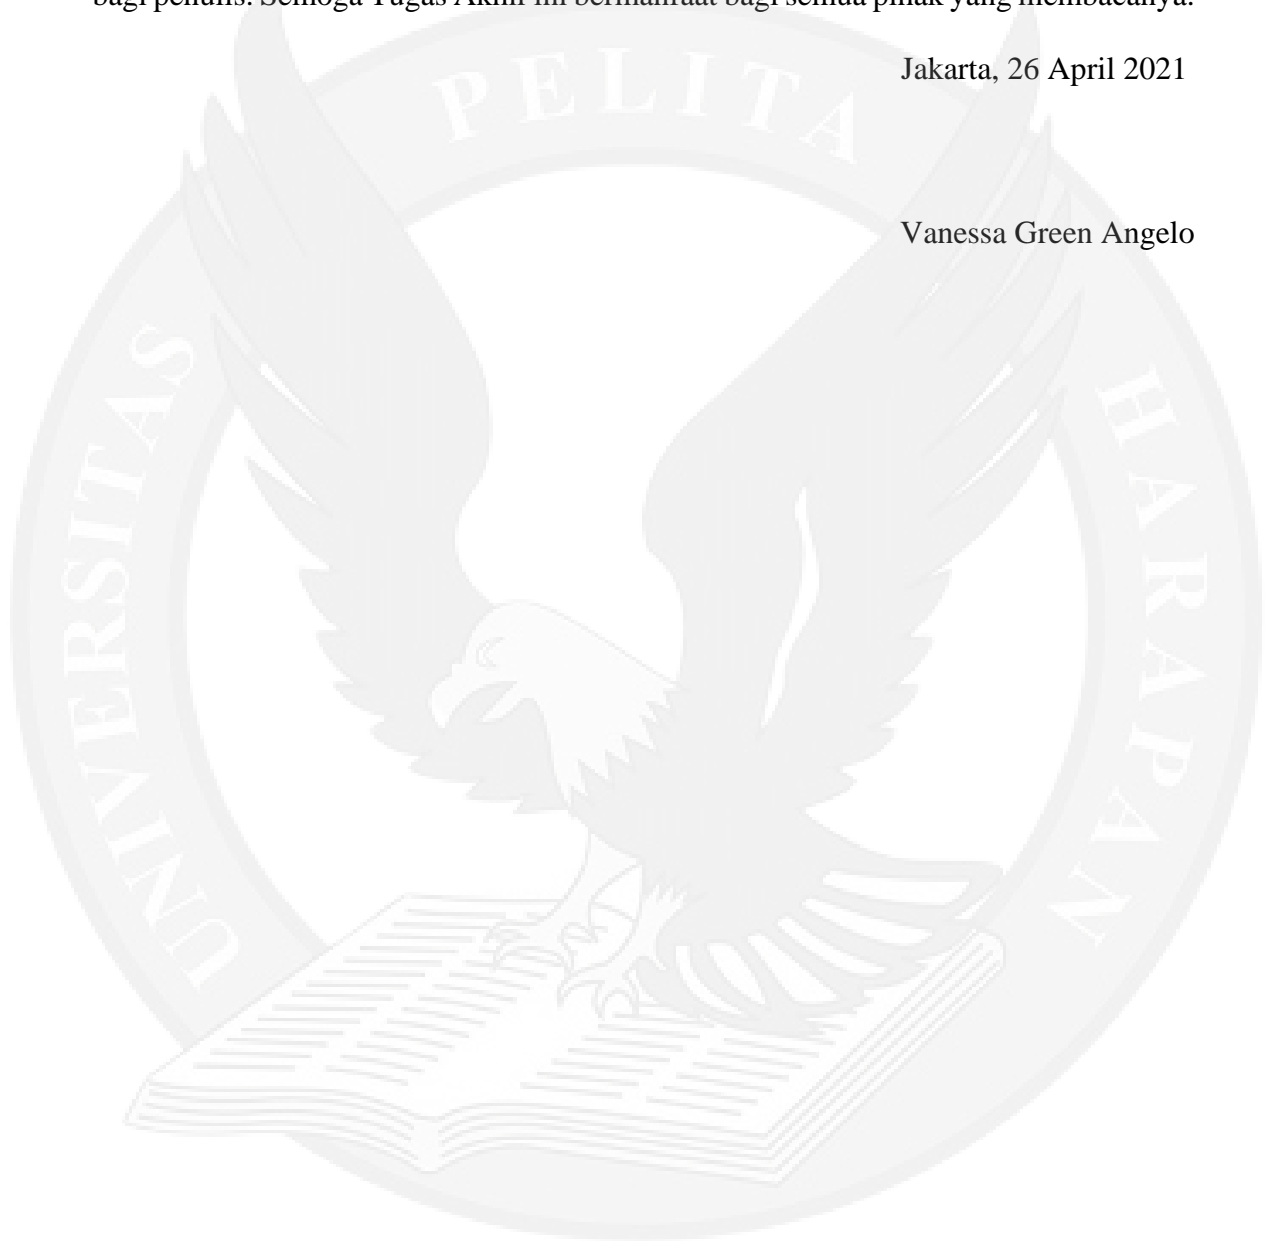 bagi penulis. Semoga Tugas Akhir ini bermanfaat bagi semua pihak yang membacanya.
Jakarta, 26 April 2021
Vanessa Green Angelo
UNIVERSITAS PELITA HARAPAN